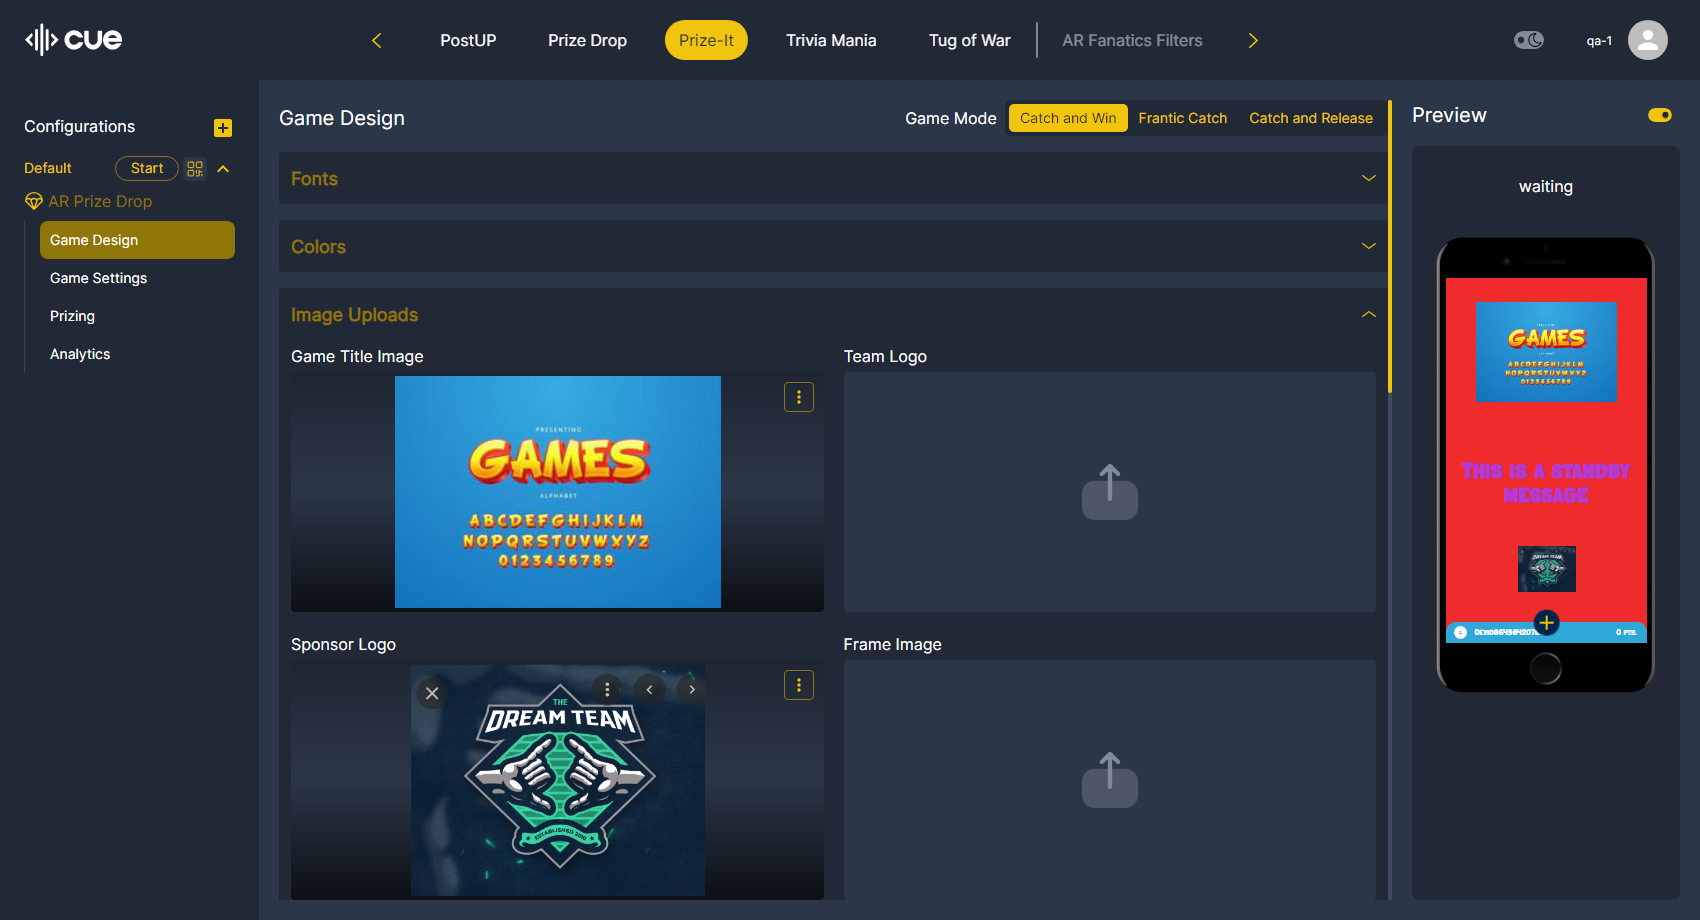 cue
PostUP
Prize Drop
Prize-It
Trivia Mania
Tug of War
AR Fanatics Filters
qa-1
Configurations
Default
Start
AR Prize Drop
Game Design
Game Settings
Prizing
Analytics
Game Design
Game Mode
Catch and Win
Frantic Catch
Catch and Release
Fonts
Colors
Image Uploads
Game Title Image
PRESENTING
GAMES
ALPHABET
ABCDEFGHIJKLM
NOPQRSTUVWXYZ
0123456789
Team Logo
Sponsor Logo
THE
DREAM TEAM
ESTABLISHED 2010
Frame Image
Preview
waiting
GAMES
ABCDEFGHIJKLM
NOPQRSTUVWXYZ
0123456789
THIS IS A STANDBY
MESSAGE
DREAM TEAM
0 PTS.